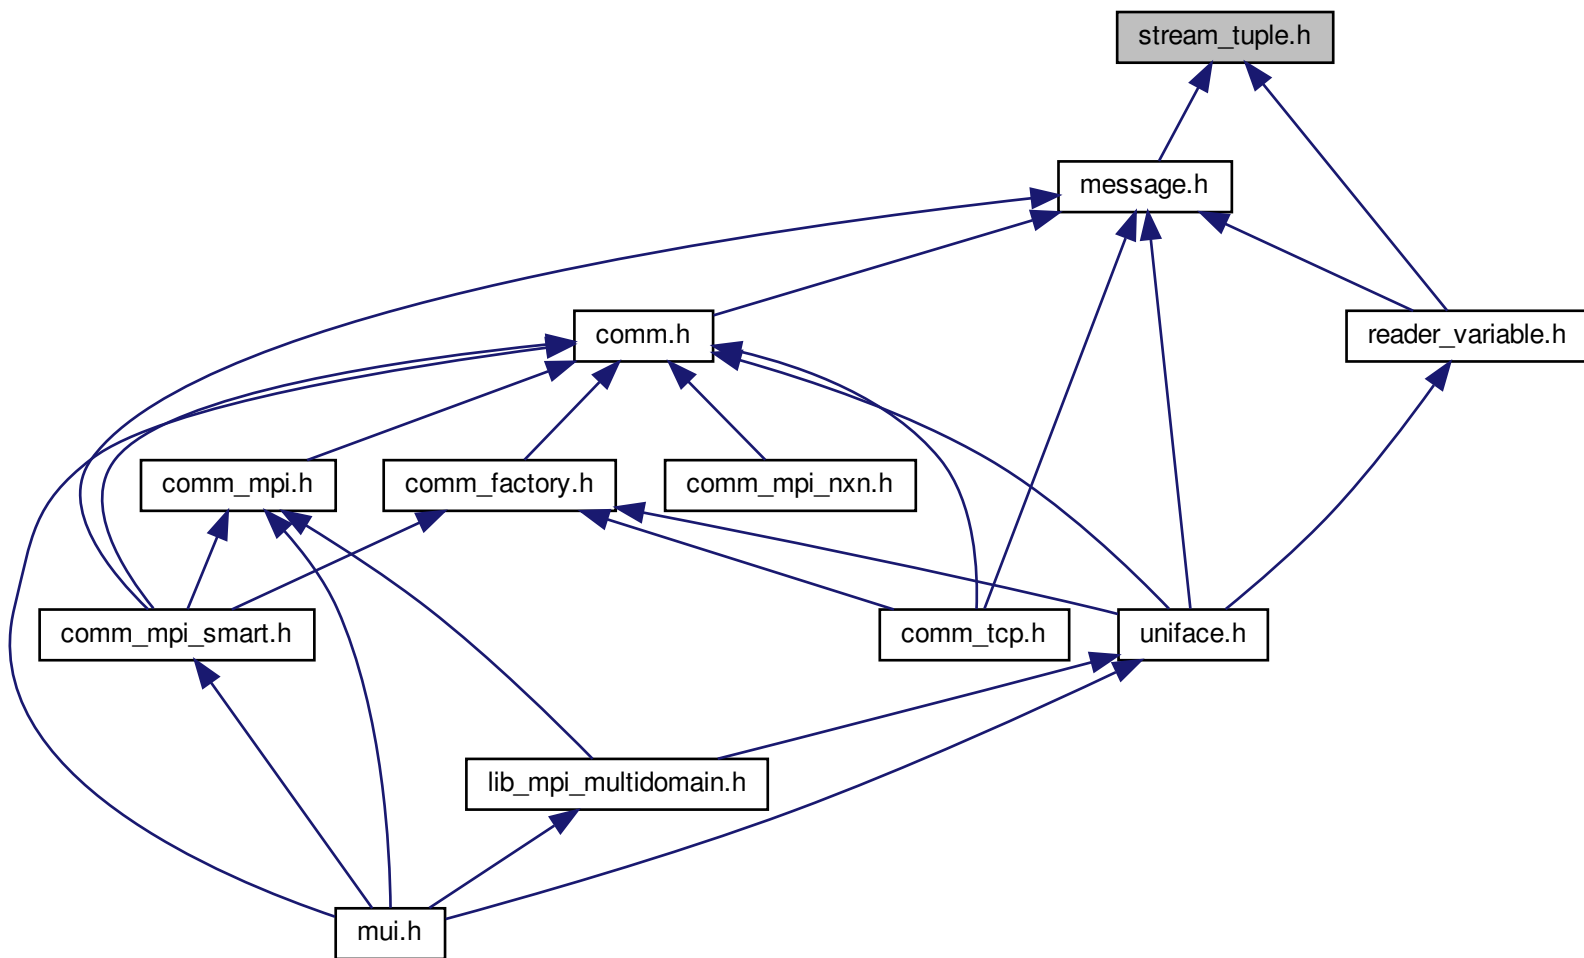 stream_tuple.h
message.h
comm.h
reader_variable.h
comm_mpi.h
comm_factory.h
comm_mpi_nxn.h
comm_mpi_smart.h
comm_tcp.h
uniface.h
lib_mpi_multidomain.h
mui.h